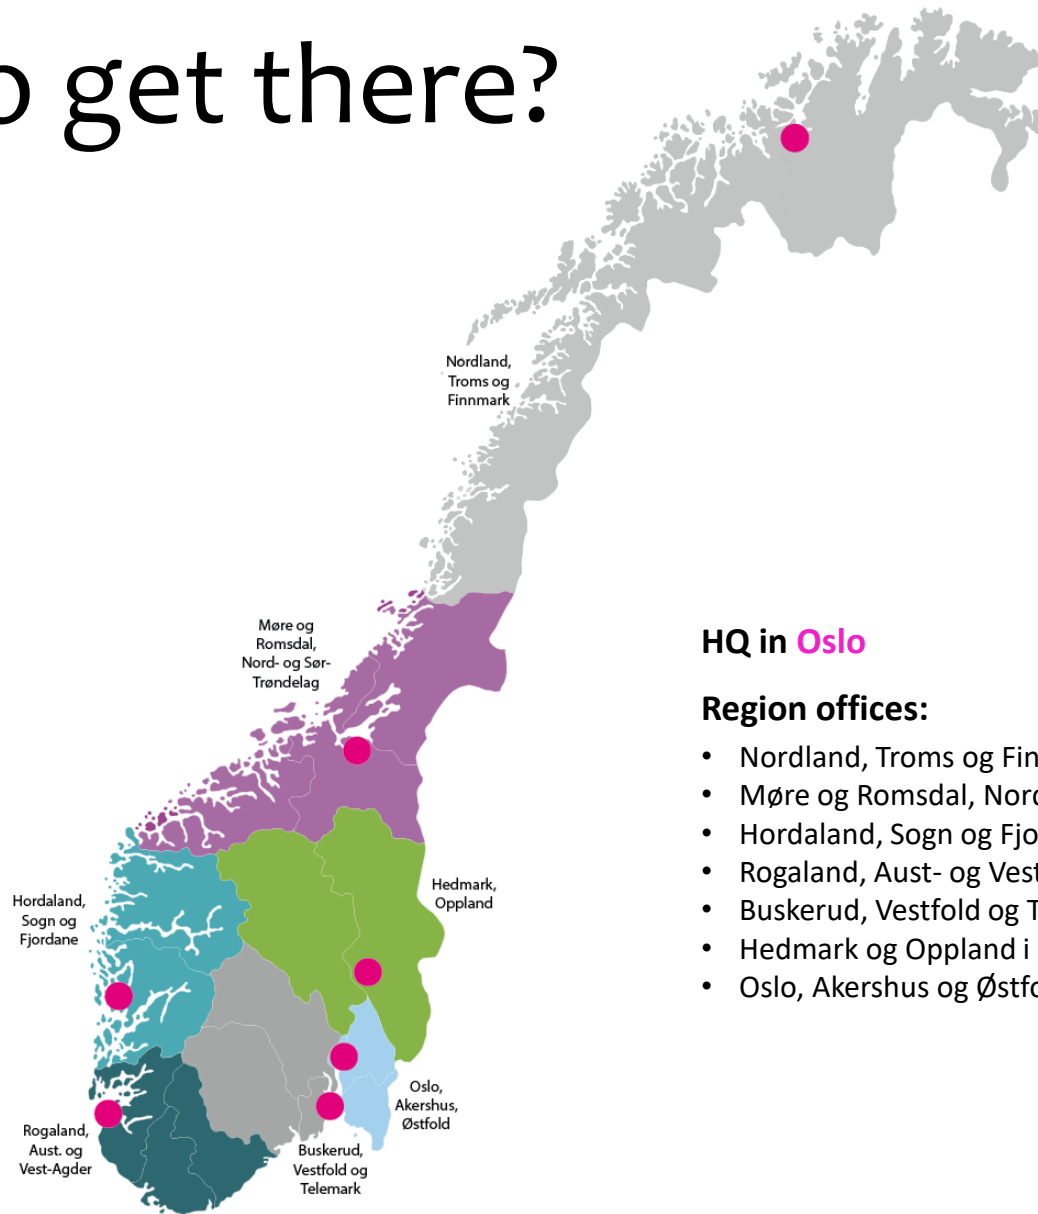 o get there?
Nordland,
Troms og
Finnmark
Møre og
Romsdal,
Nord- og Sør-
Trøndelag
Hordaland,
Sogn og
Fjordane
Hedmark,
Oppland
Oslo,
Akershus,
Østfold
Rogaland,
Aust. og
Vest-Agder
Buskerud,
Vestfold og
Telemark
HQ in Oslo
Region offices:
• Nordland, Troms og Fin
• Møre og Romsdal, Nord
• Hordaland, Sogn og Fjo
• Rogaland, Aust- og Vest
• Buskerud, Vestfold og T
• Hedmark og Oppland i
• Oslo, Akershus og Østfo